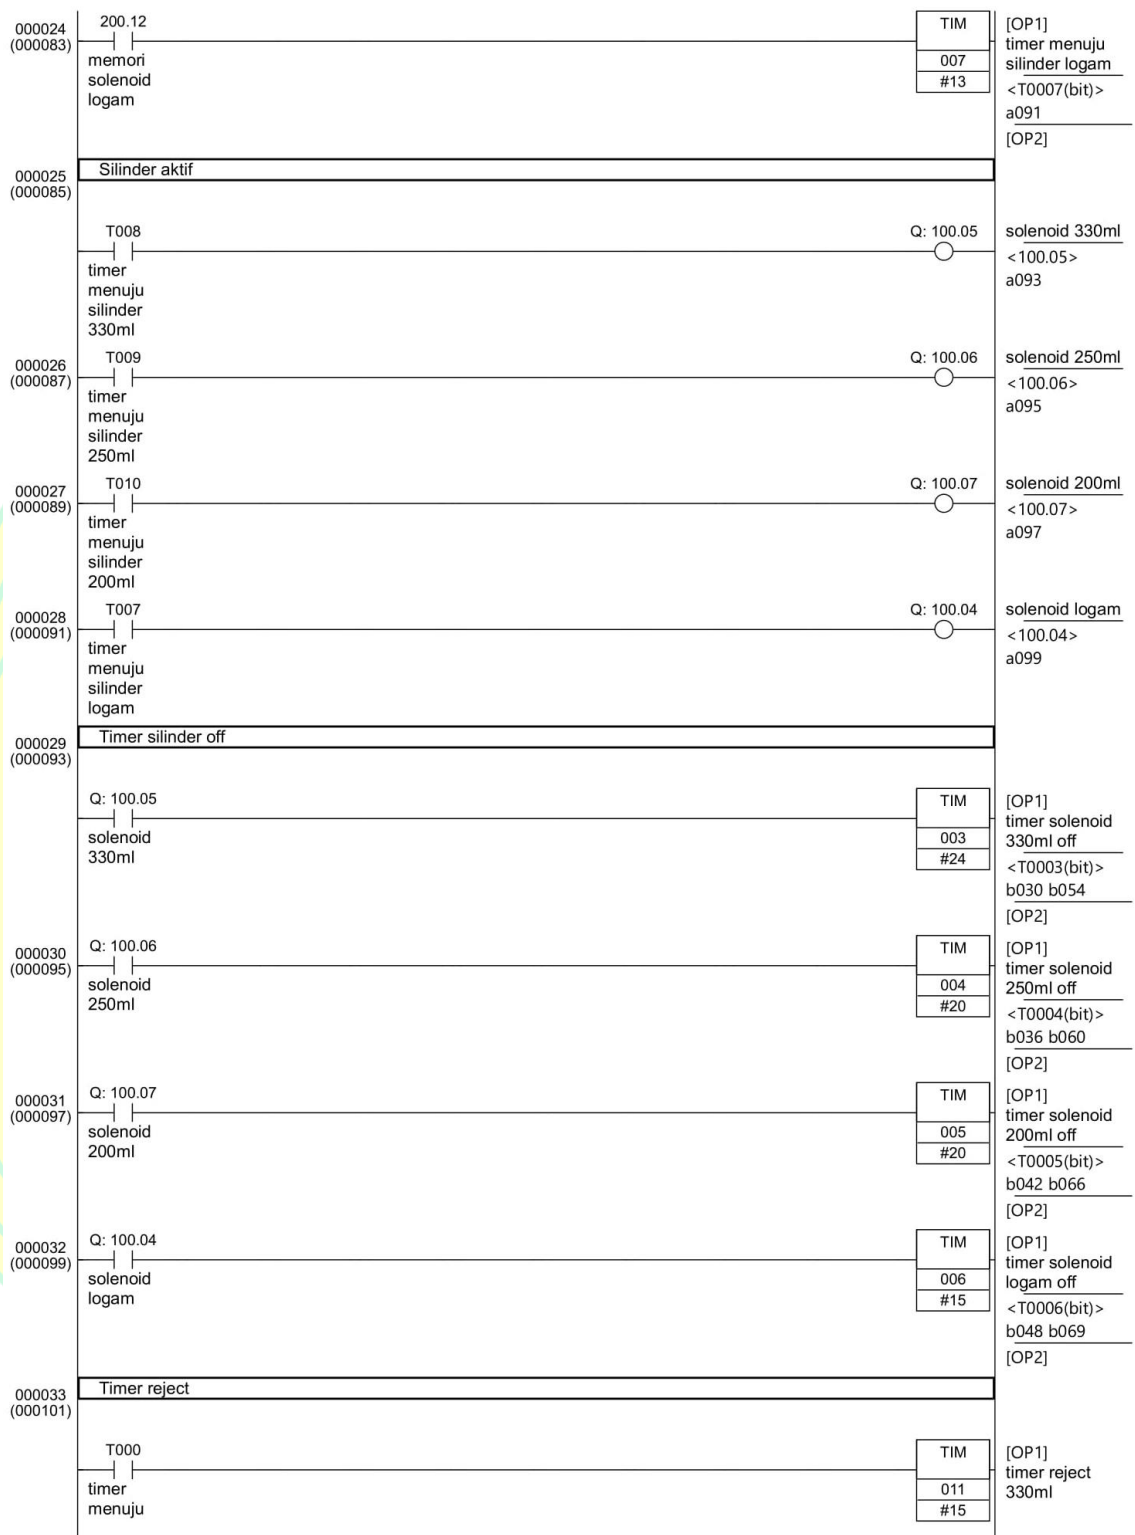 000024
(000083)
200.12
memori
solenoid
logam
TIM
007
#13
[OP1]
timer menuju
silinder logam
<T0007(bit)>
a091
[OP2]
000025
(000085)
Silinder aktif
T008
timer
menuju
silinder
330ml
Q: 100.05
solenoid 330ml
<100.05>
a093
000026
(000087)
T009
timer
menuju
silinder
250ml
Q: 100.06
solenoid 250ml
<100.06>
a095
000027
(000089)
T010
timer
menuju
silinder
200ml
Q: 100.07
solenoid 200ml
<100.07>
a097
000028
(000091)
T007
timer
menuju
silinder
logam
Q: 100.04
solenoid logam
<100.04>
a099
000029
(000093)
Timer silinder off
Q: 100.05
solenoid
330ml
TIM
003
#24
[OP1]
timer solenoid
330ml off
<T0003(bit)>
b030 b054
[OP2]
000030
(000095)
Q: 100.06
solenoid
250ml
TIM
004
#20
[OP1]
timer solenoid
250ml off
<T0004(bit)>
b036 b060
[OP2]
000031
(000097)
Q: 100.07
solenoid
200ml
TIM
005
#20
[OP1]
timer solenoid
200ml off
<T0005(bit)>
b042 b066
[OP2]
000032
(000099)
Q: 100.04
solenoid
logam
TIM
006
#15
[OP1]
timer solenoid
logam off
<T0006(bit)>
b048 b069
[OP2]
000033
(000101)
Timer reject
T000
timer
menuju
TIM
011
#15
[OP1]
timer reject
330ml